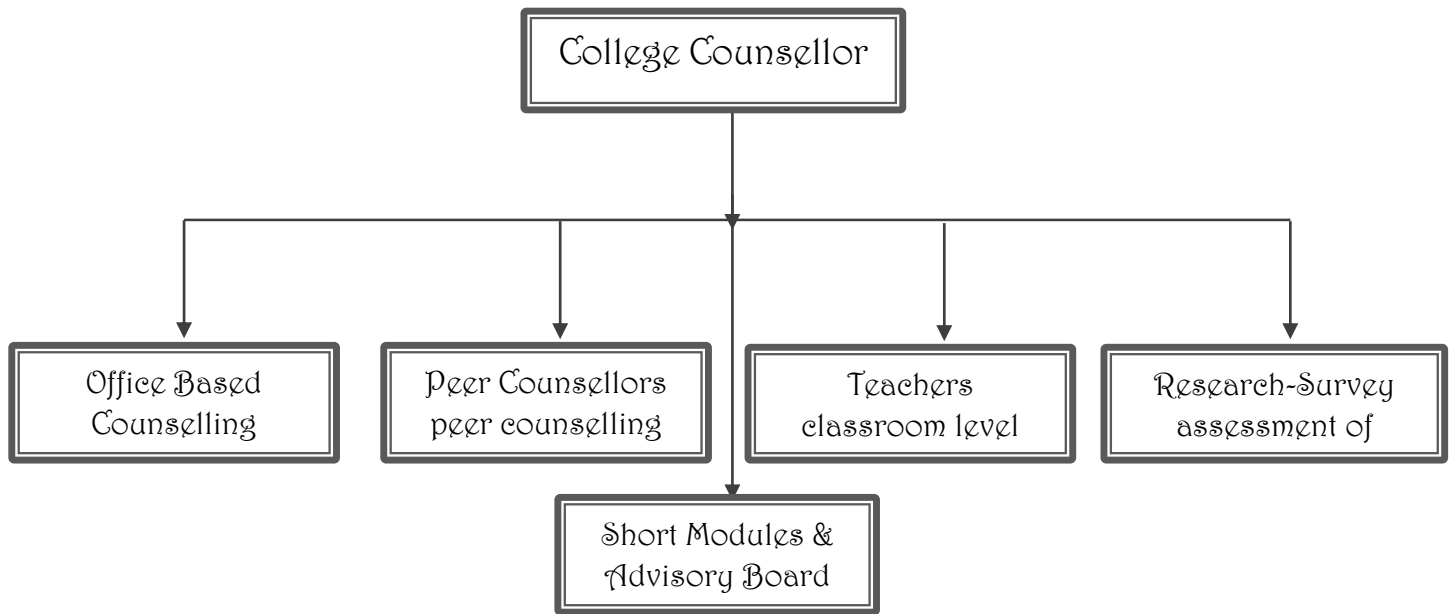 College Counsellor
Office Based
Counselling
Peer Counsellors
peer counselling
Teachers
classroom level
Research-Survey
assessment of
Short Modules &
Advisory Board